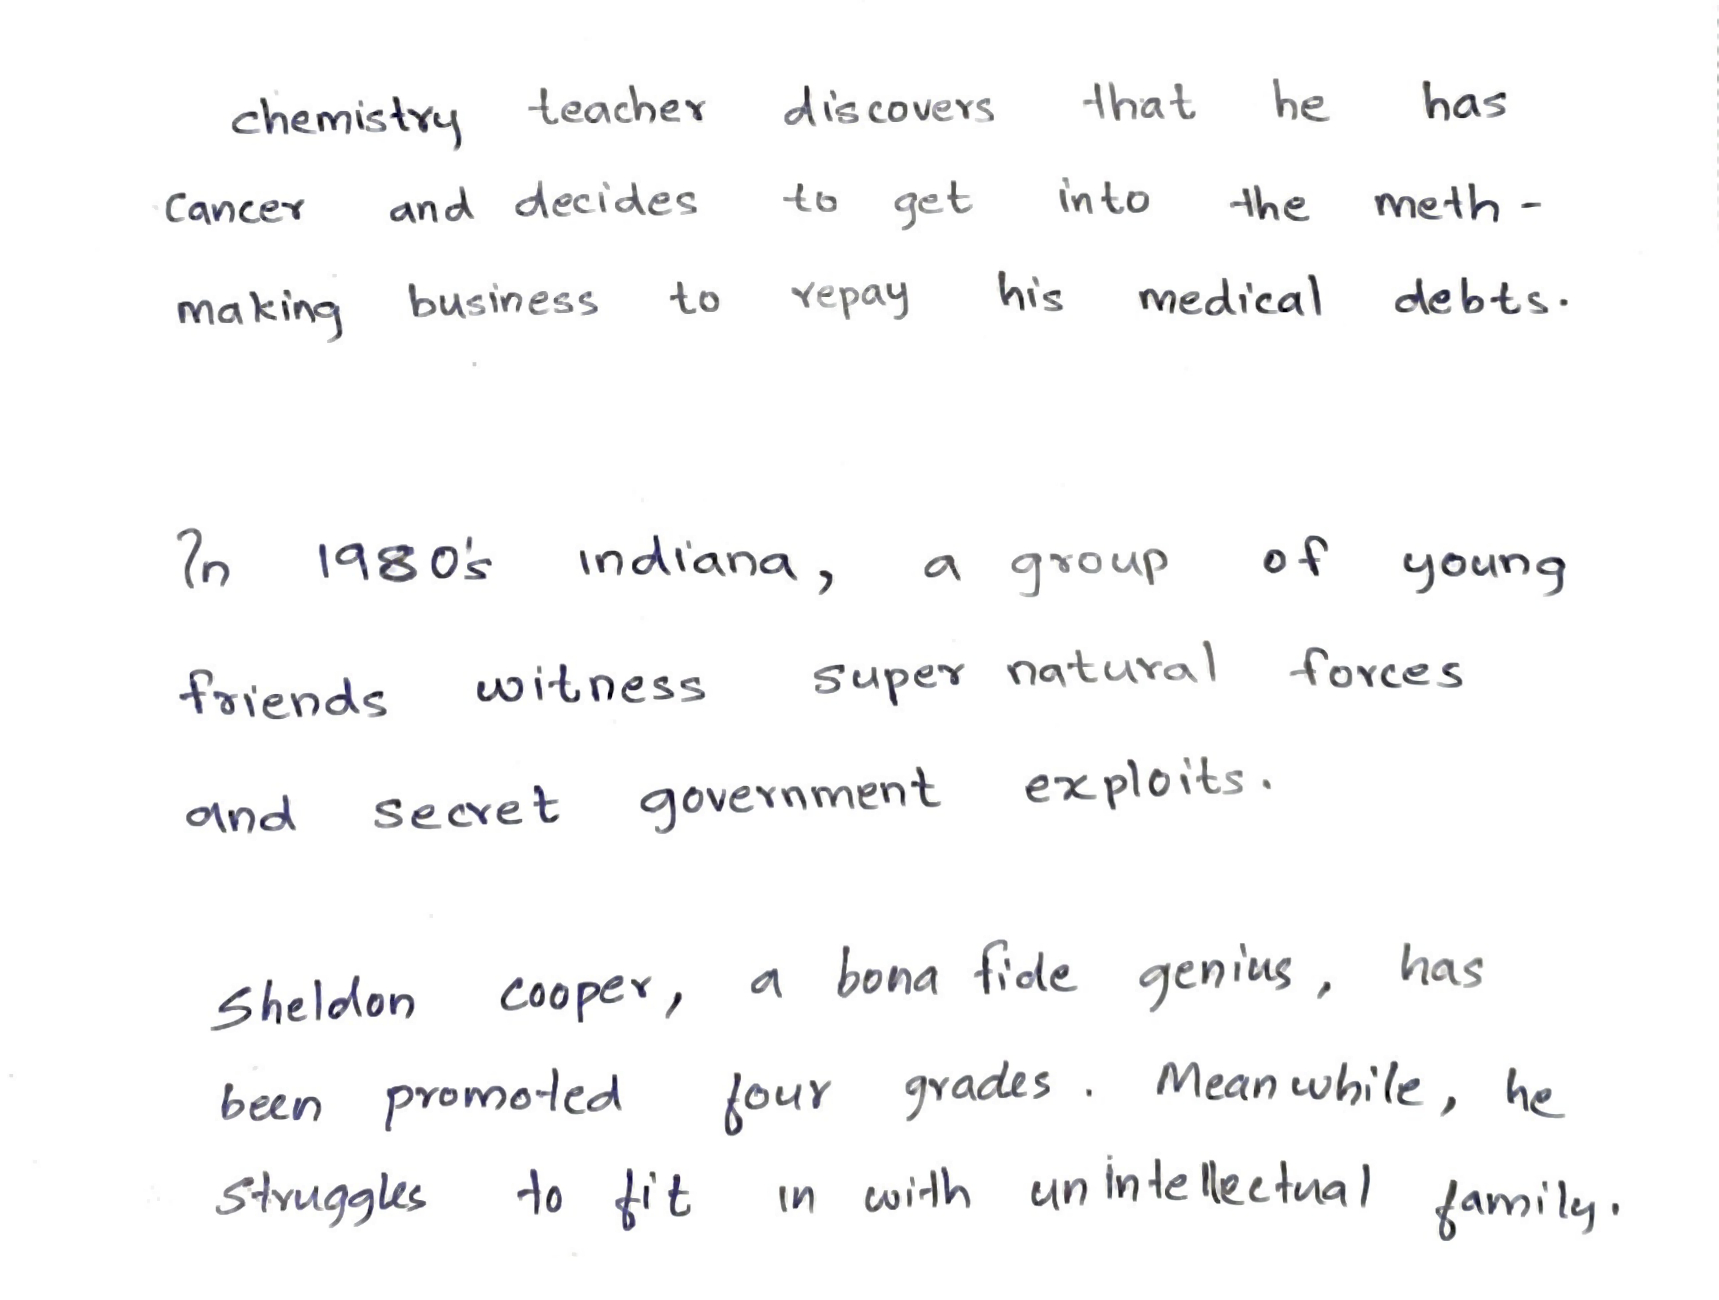 chemistry teacher discovers that he has
cancer and decides to get into the meth-
making business to repay his medical debts.
In 1980's indiana, a group of young
friends witness super natural forces
and secret government exploits.
Sheldon cooper, a bona fide genius, has
been promoted four grades. Meanwhile, he
struggles to fit in with unintellectual family.